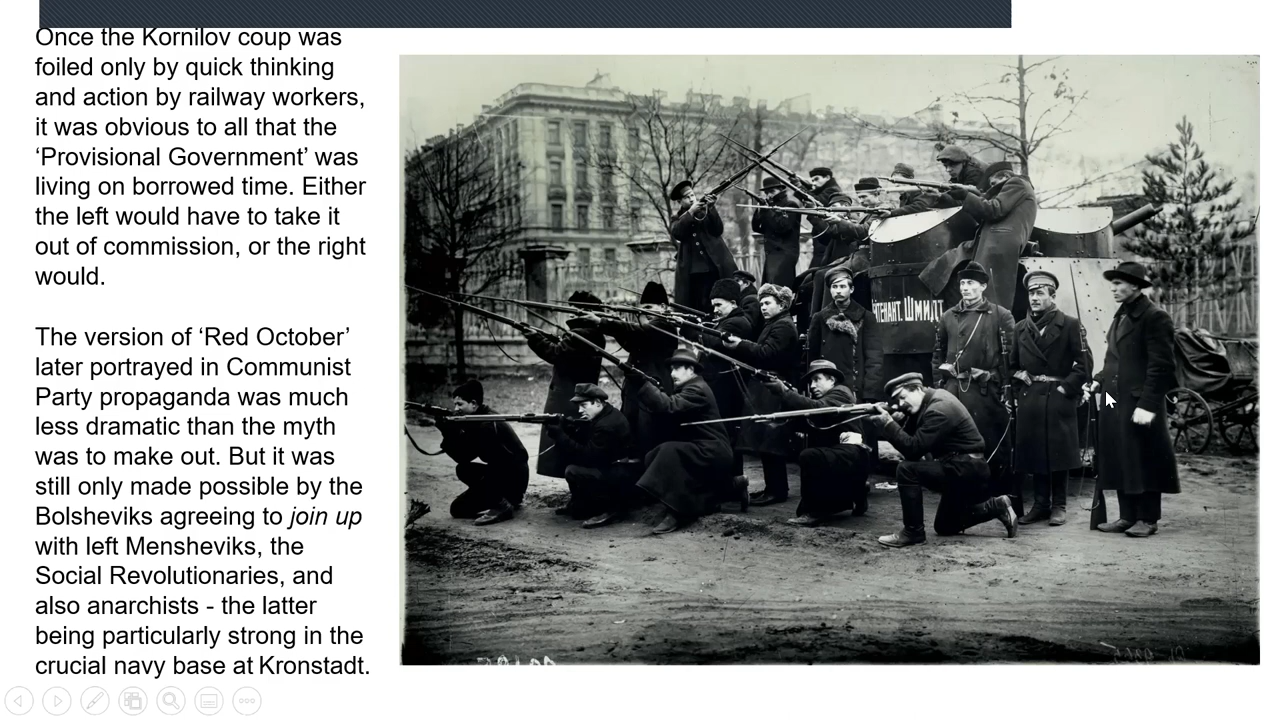 Once the Kornilov coup was
foiled only by quick thinking
and action by railway workers,
it was obvious to all that the
‘Provisional Government’ was
living on borrowed time. Either
the left would have to take it
out of commission, or the right
would.
The version of ‘Red October’
later portrayed in Communist
Party propaganda was much
less dramatic than the myth
was to make out. But it was
still only made possible by the
Bolsheviks agreeing to join up
with left Mensheviks, the
Social Revolutionaries, and
also anarchists - the latter
being particularly strong in the
crucial navy base at Kronstadt.
ШМИДТ